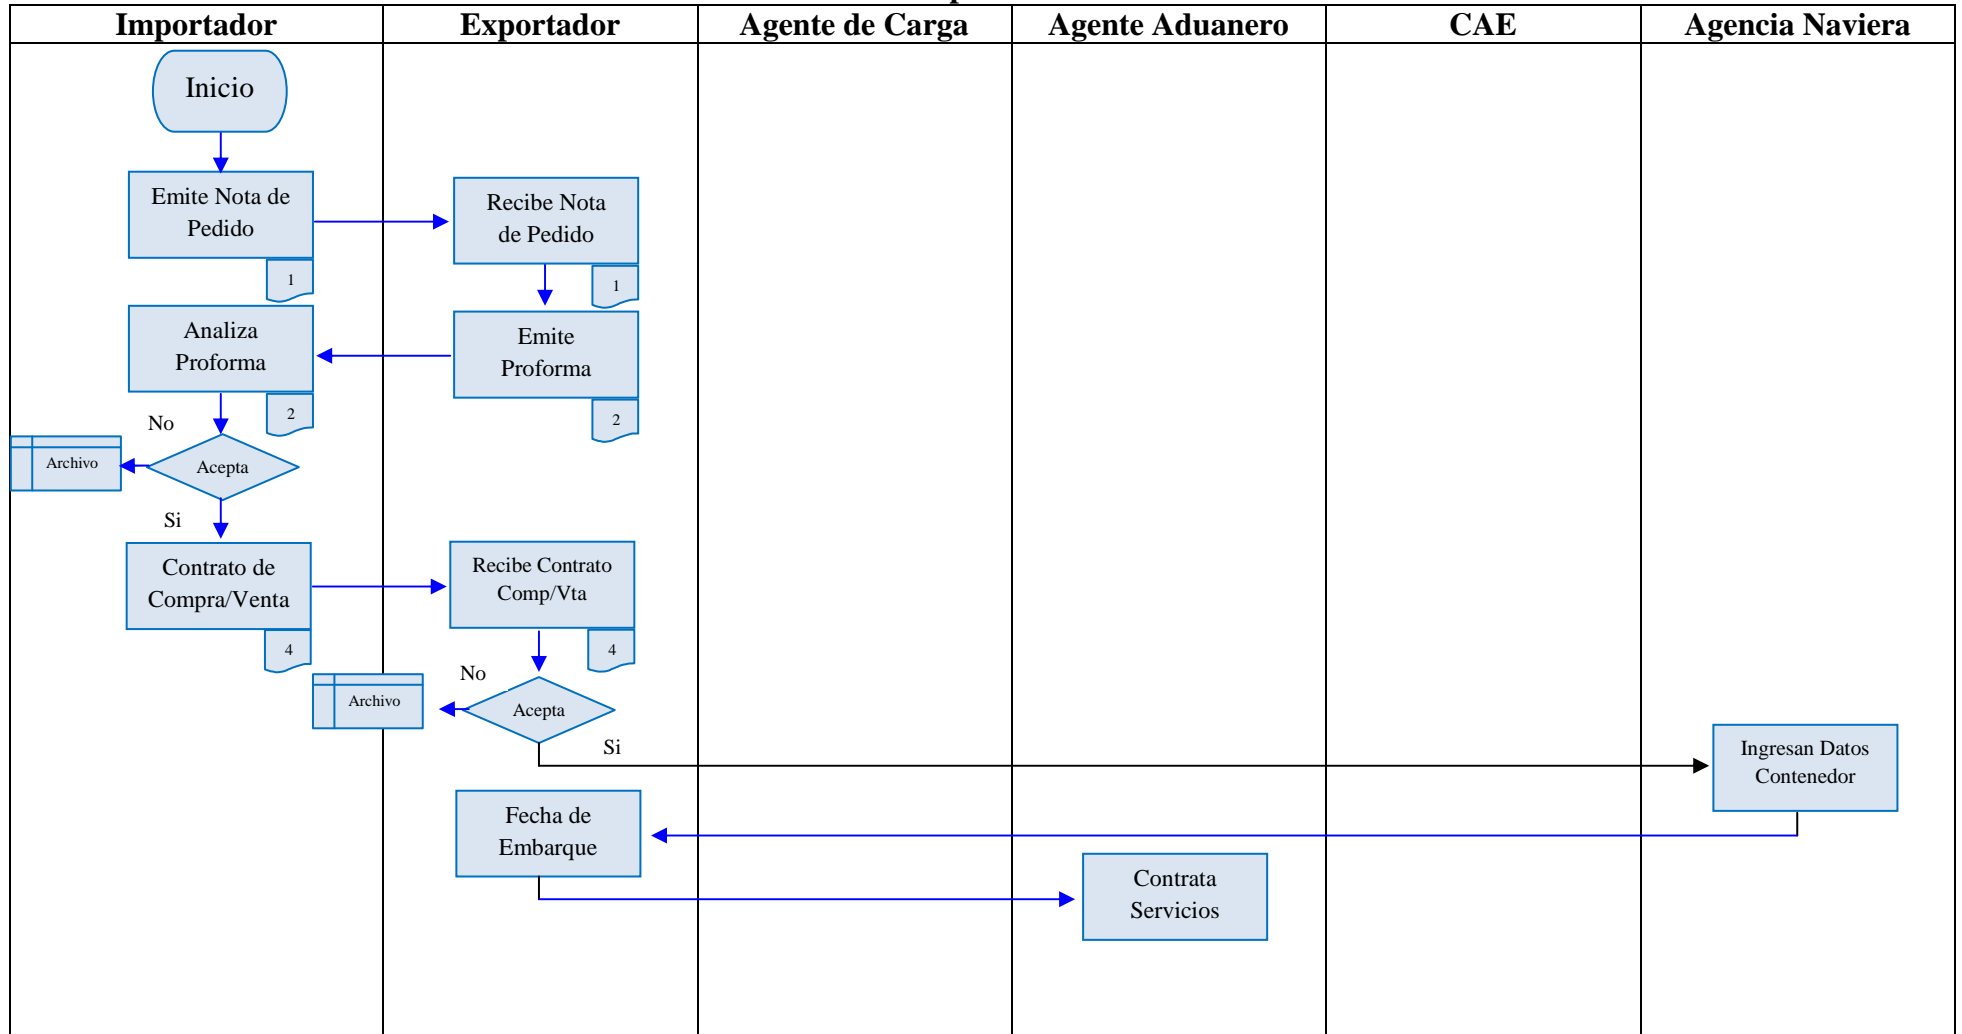 Importador
Exportador
Agente de Carga
Agente Aduanero
CAE
Agencia Naviera
Inicio
Emite Nota de
Pedido
1
Recibe Nota
de Pedido
1
Analiza
Proforma
2
Emite
Proforma
2
No
Archivo
Acepta
Si
Contrato de
Compra/Venta
4
Recibe Contrato
Comp/Vta
4
No
Archivo
Acepta
Si
Ingresan Datos
Contenedor
Fecha de
Embarque
Contrata
Servicios